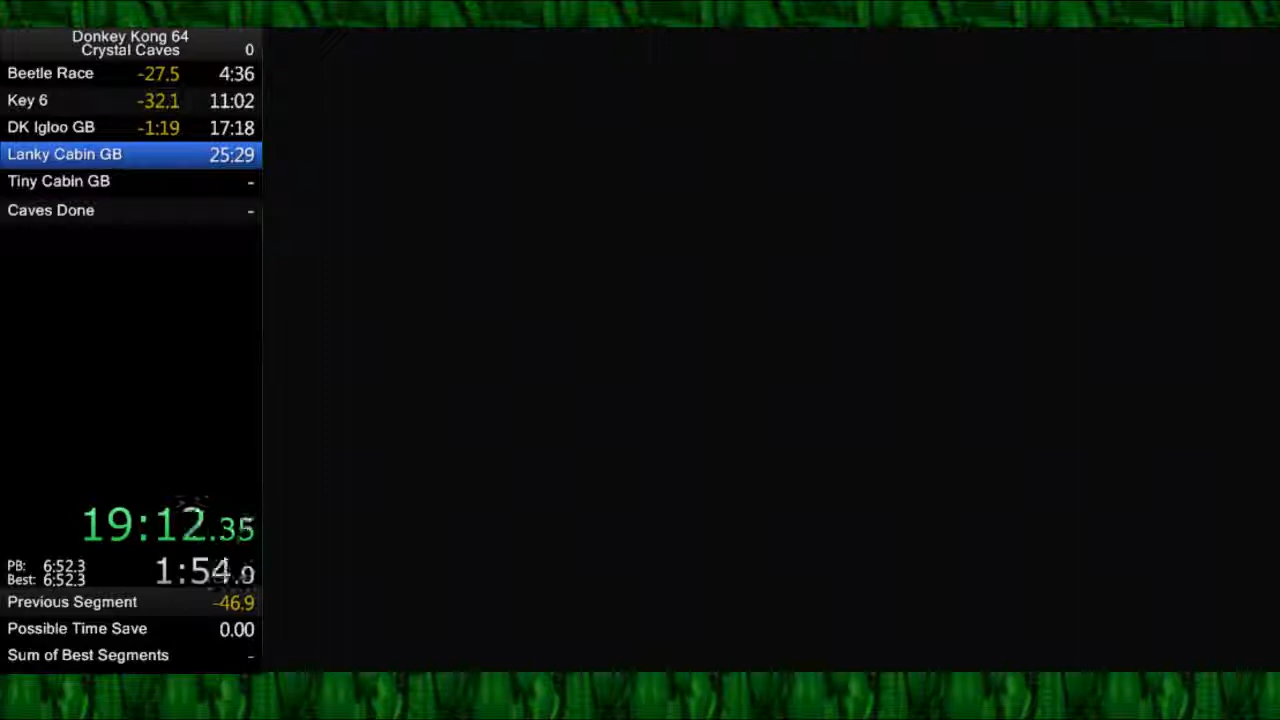 Donkey Kong 64
Crystal Caves 0
Beetle Race -27.5 4:36
Key 6 -32.1 11:02
DK Igloo GB -1:19 17:18
Lanky Cabin GB 25:29
Tiny Cabin GB -
Caves Done -
19:12.35
PB: 6:52.3
Best: 6:52.3 1:54.9
Previous Segment -46.9
Possible Time Save 0.00
Sum of Best Segments -